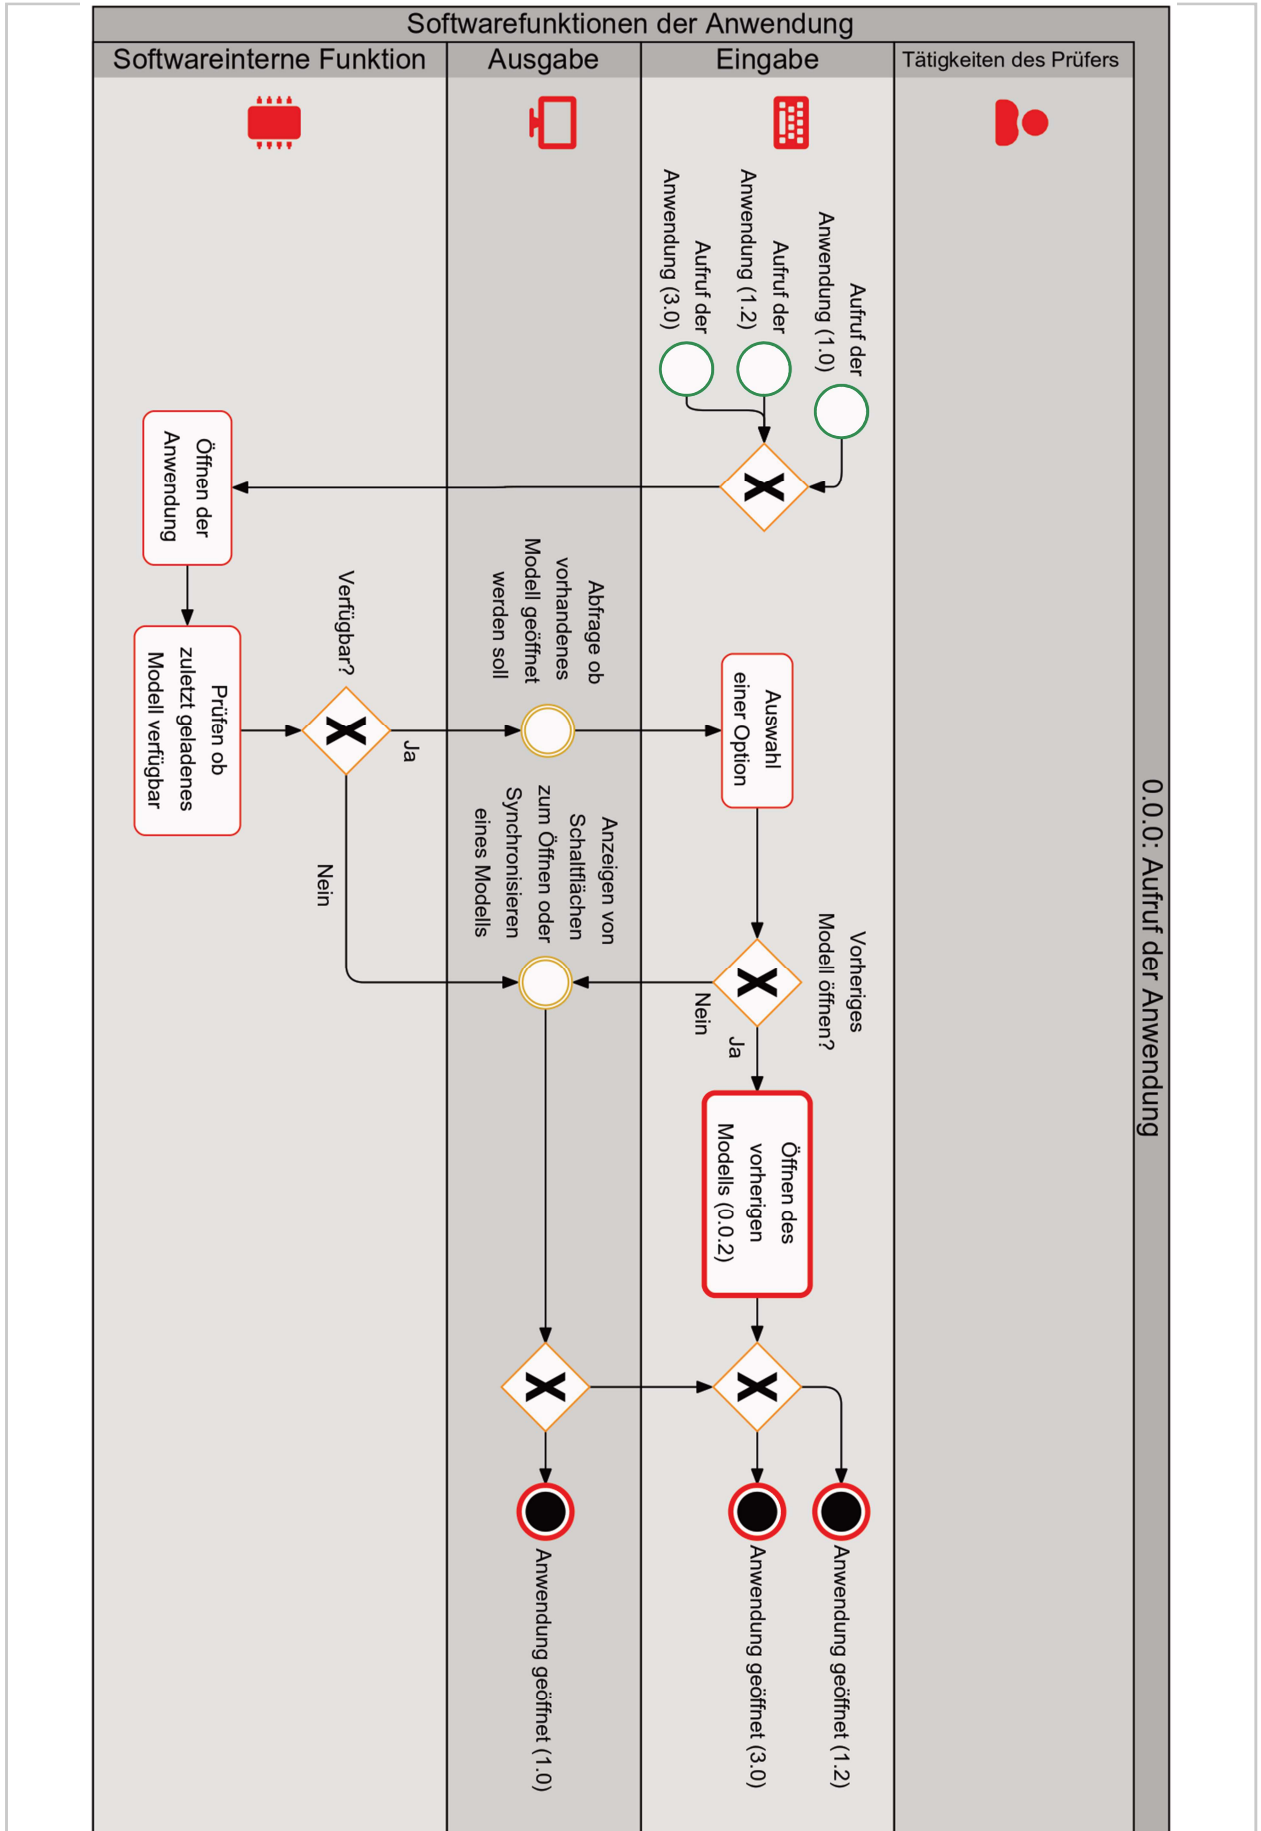 Softwarefunktionen der Anwendung
Softwareinterne Funktion
Ausgabe
Eingabe
Tätigkeiten des Prüfers
0.0.0: Aufruf der Anwendung
Aufruf der
Anwendung (1.0)
Aufruf der
Anwendung (1.2)
Aufruf der
Anwendung (3.0)
X
Öffnen der
Anwendung
Prüfen ob
zuletzt geladenes
Modell verfügbar
Verfügbar?
X
Ja
Nein
Abfrage ob
vorhandenes
Modell geöffnet
werden soll
Auswahl
einer Option
Anzeigen von
Schaltflächen
zum Öffnen oder
Synchronisieren
eines Modells
Vorheriges
Modell öffnen?
X
Nein
Ja
Öffnen des
vorherigen
Modells (0.0.2)
X
X
Anwendung geöffnet (1.2)
Anwendung geöffnet (3.0)
Anwendung geöffnet (1.0)